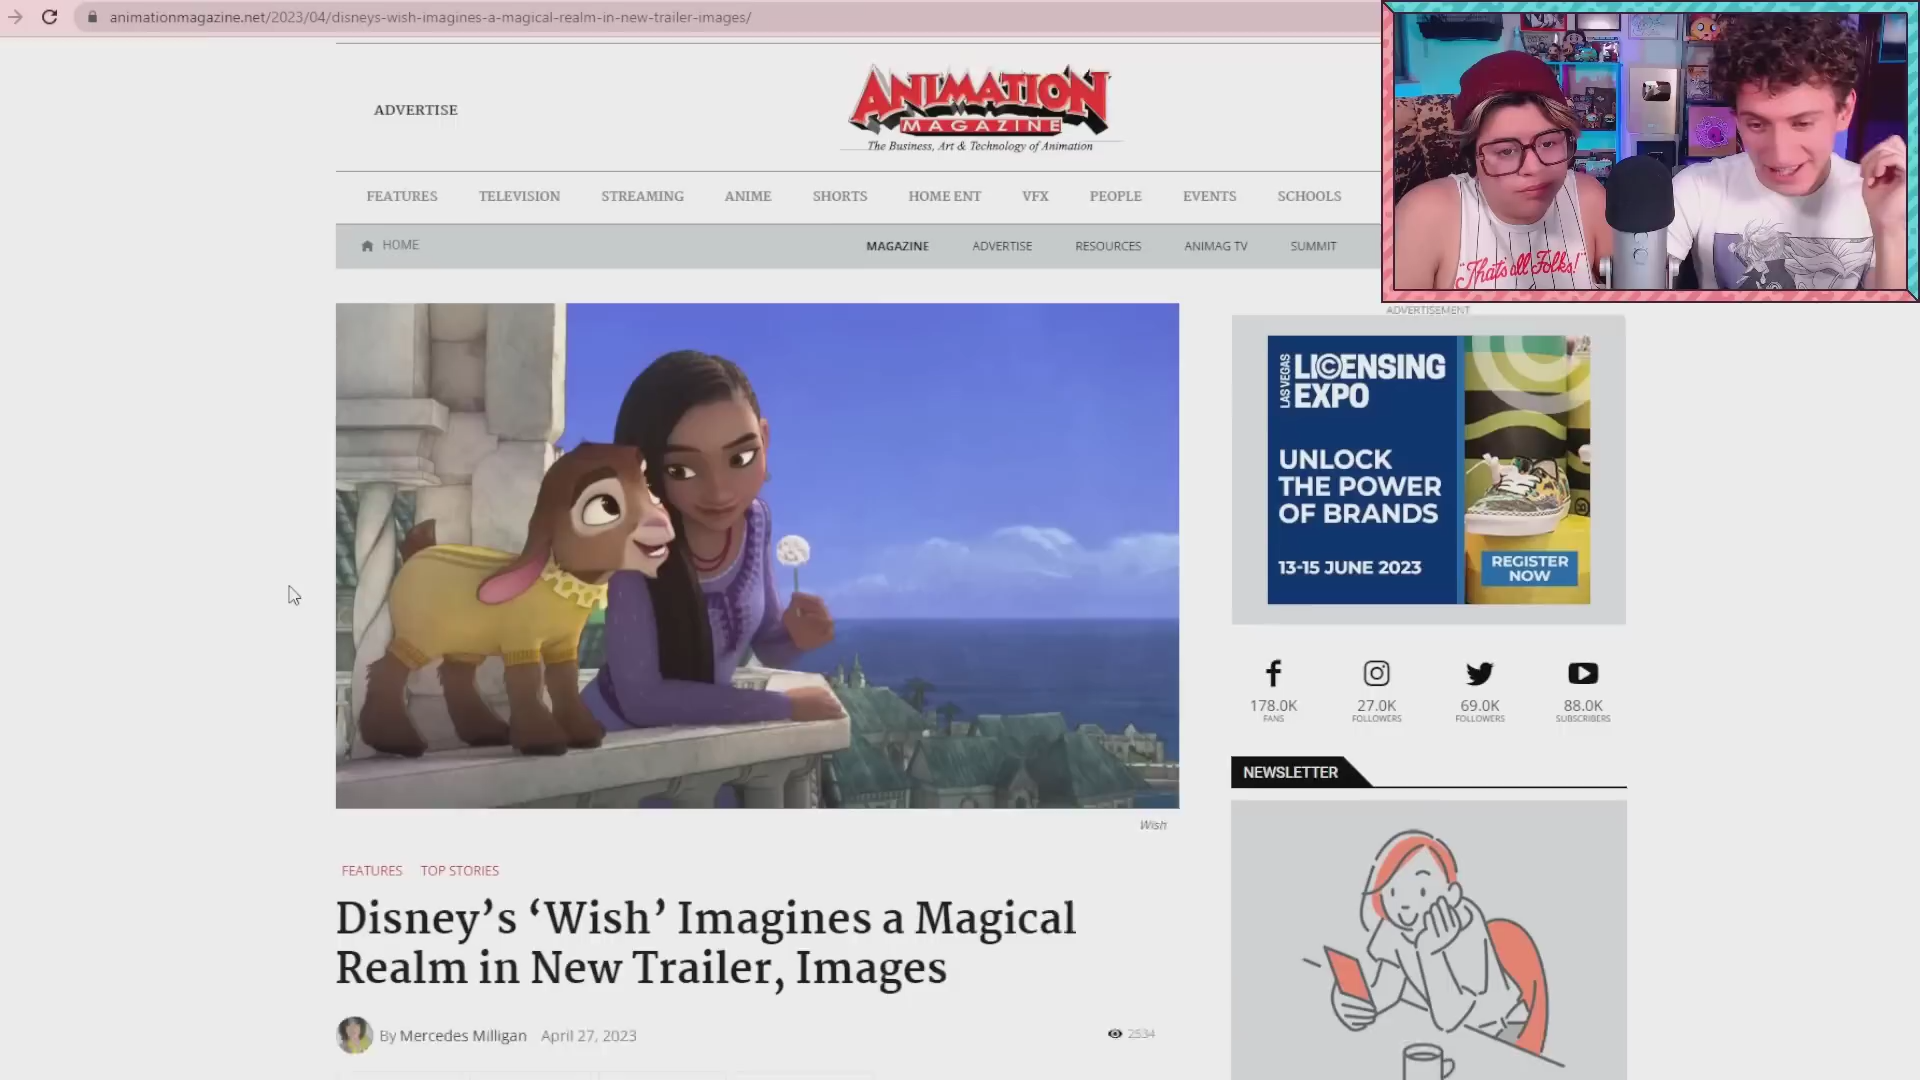 animationmagazine.net/2023/04/disneys-wish-imagines-a-magical-realm-in-new-trailer-images/
ADVERTISE
ANIMATION
MAGAZINE
The Business, Art & Technology of Animation
FEATURES TELEVISION STREAMING ANIME SHORTS HOME ENT VFX PEOPLE EVENTS SCHOOLS
HOME MAGAZINE ADVERTISE RESOURCES ANIMAG TV SUMMIT
"Thats all Folks!"
ADVERTISEMENT
LAS VEGAS
LICENSING
EXPO
UNLOCK
THE POWER
OF BRANDS
13-15 JUNE 2023
REGISTER
NOW
178.0K 27.0K 69.0K 88.0K
FANS FOLLOWERS FOLLOWERS SUBSCRIBERS
NEWSLETTER
Wish
FEATURES TOP STORIES
Disney’s ‘Wish’ Imagines a Magical
Realm in New Trailer, Images
By Mercedes Milligan April 27, 2023 2534